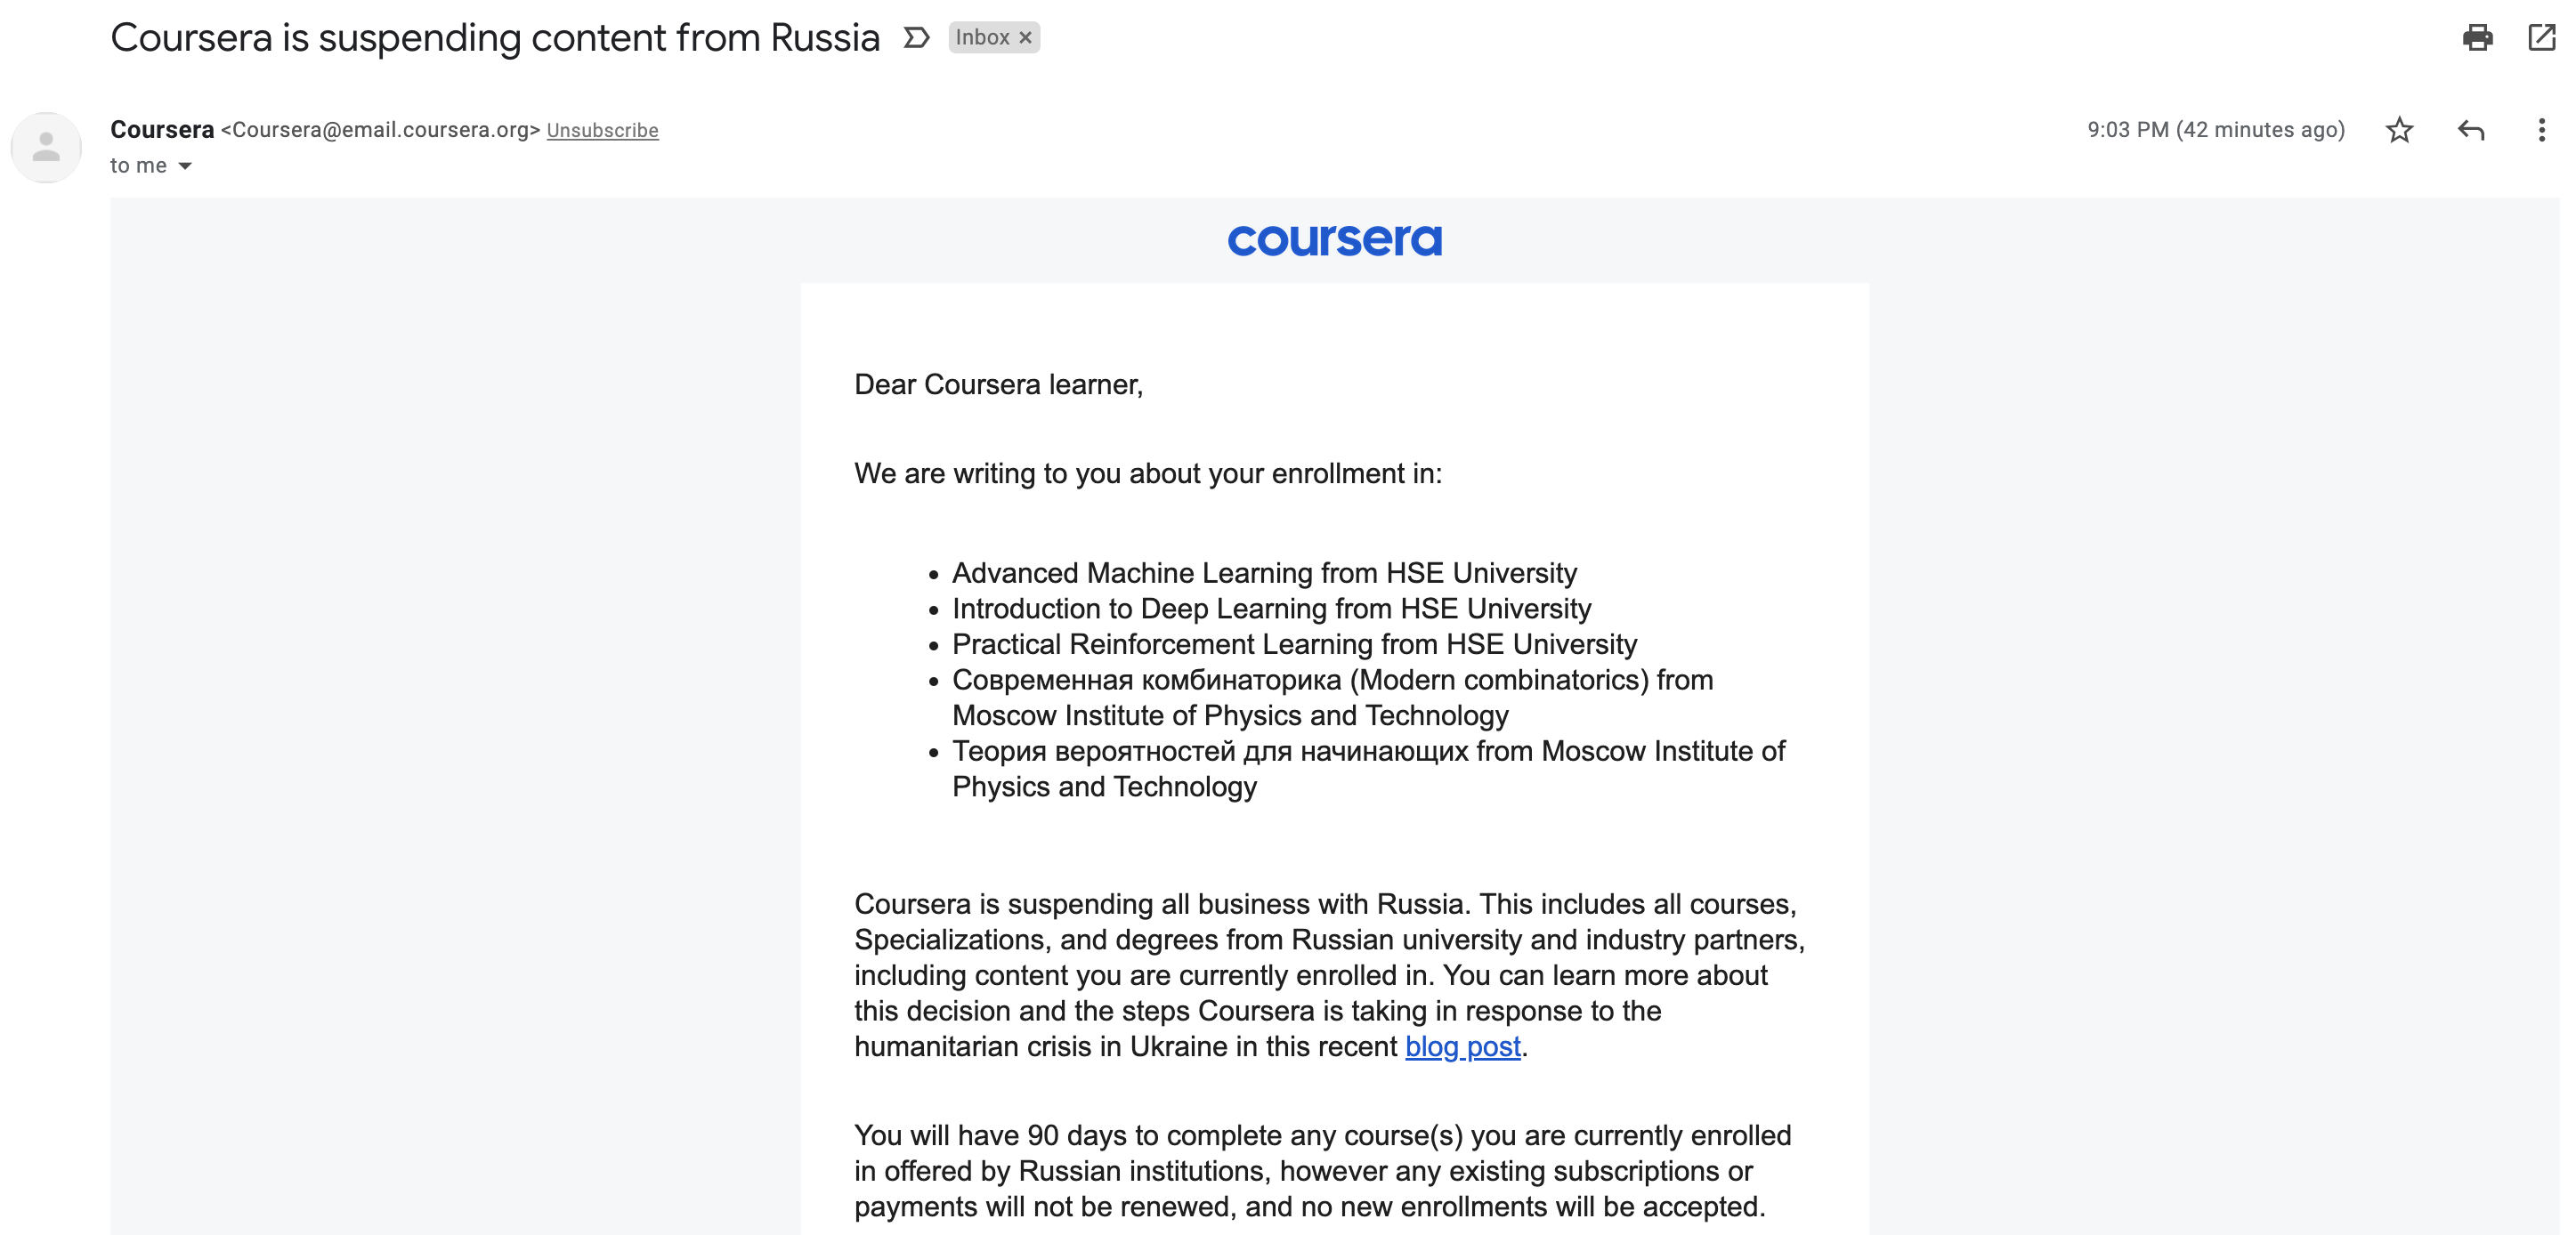 Coursera is suspending content from Russia Inbox ×
Coursera <Coursera@email.coursera.org> Unsubscribe 9:03 PM (42 minutes ago)
to me
coursera
Dear Coursera learner,
We are writing to you about your enrollment in:
• Advanced Machine Learning from HSE University
• Introduction to Deep Learning from HSE University
• Practical Reinforcement Learning from HSE University
• Современная комбинаторика (Modern combinatorics) from
Moscow Institute of Physics and Technology
• Теория вероятностей для начинающих from Moscow Institute of
Physics and Technology
Coursera is suspending all business with Russia. This includes all courses,
Specializations, and degrees from Russian university and industry partners,
including content you are currently enrolled in. You can learn more about
this decision and the steps Coursera is taking in response to the
humanitarian crisis in Ukraine in this recent blog post.
You will have 90 days to complete any course(s) you are currently enrolled
in offered by Russian institutions, however any existing subscriptions or
payments will not be renewed, and no new enrollments will be accepted.